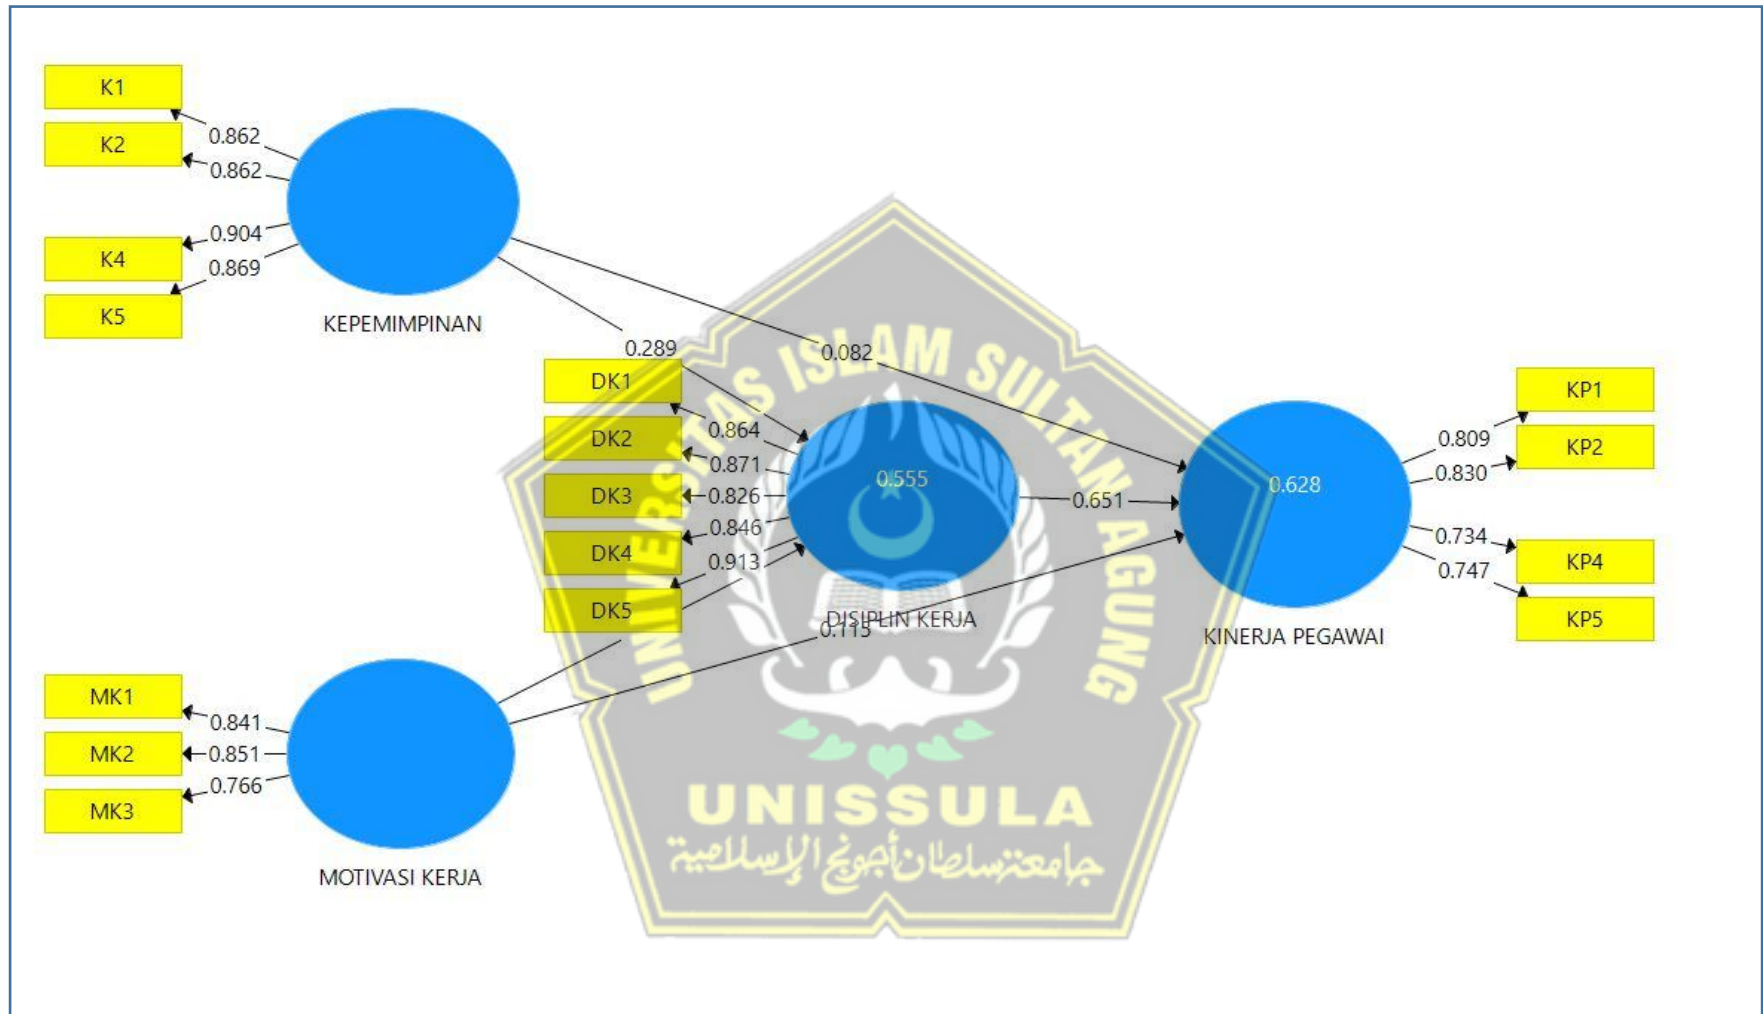 K1
K2
K4
K5
0.862
0.862
0.904
0.869
KEPEMIMPINAN
0.289
0.082
DK1
DK2
DK3
DK4
DK5
0.864
0.871
0.826
0.846
0.913
0.555
DISIPLIN KERJA
0.651
0.115
0.628
KINERJA PEGAWAI
0.809
0.830
0.734
0.747
KP1
KP2
KP4
KP5
MK1
MK2
MK3
0.841
0.851
0.766
MOTIVASI KERJA
UNIVERSITAS ISLAM SULTAN AGUNG
UNISSULA
جامعة سلطان أجونج الإسلامية